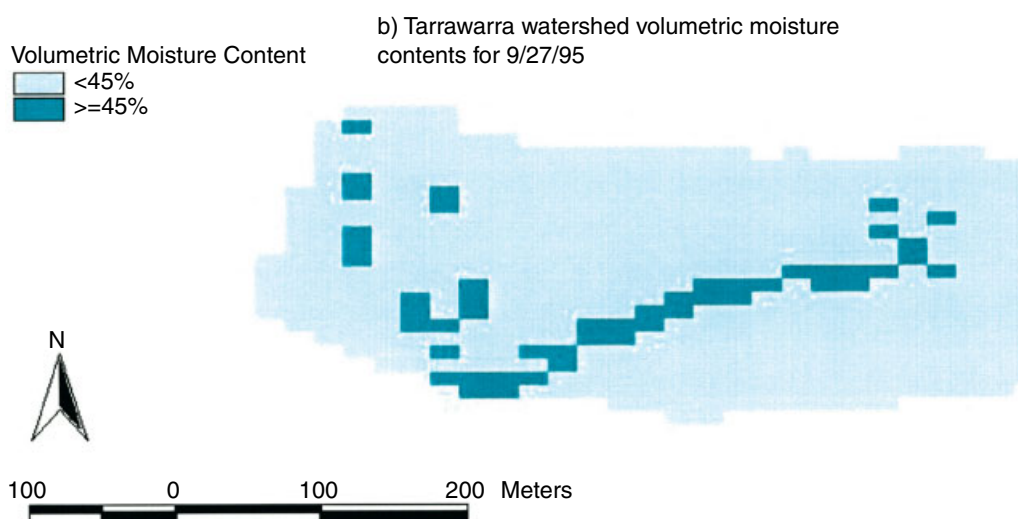 b) Tarrawarra watershed volumetric moisture
contents for 9/27/95
Volumetric Moisture Content
<45%
>=45%
N
100 0 100 200 Meters